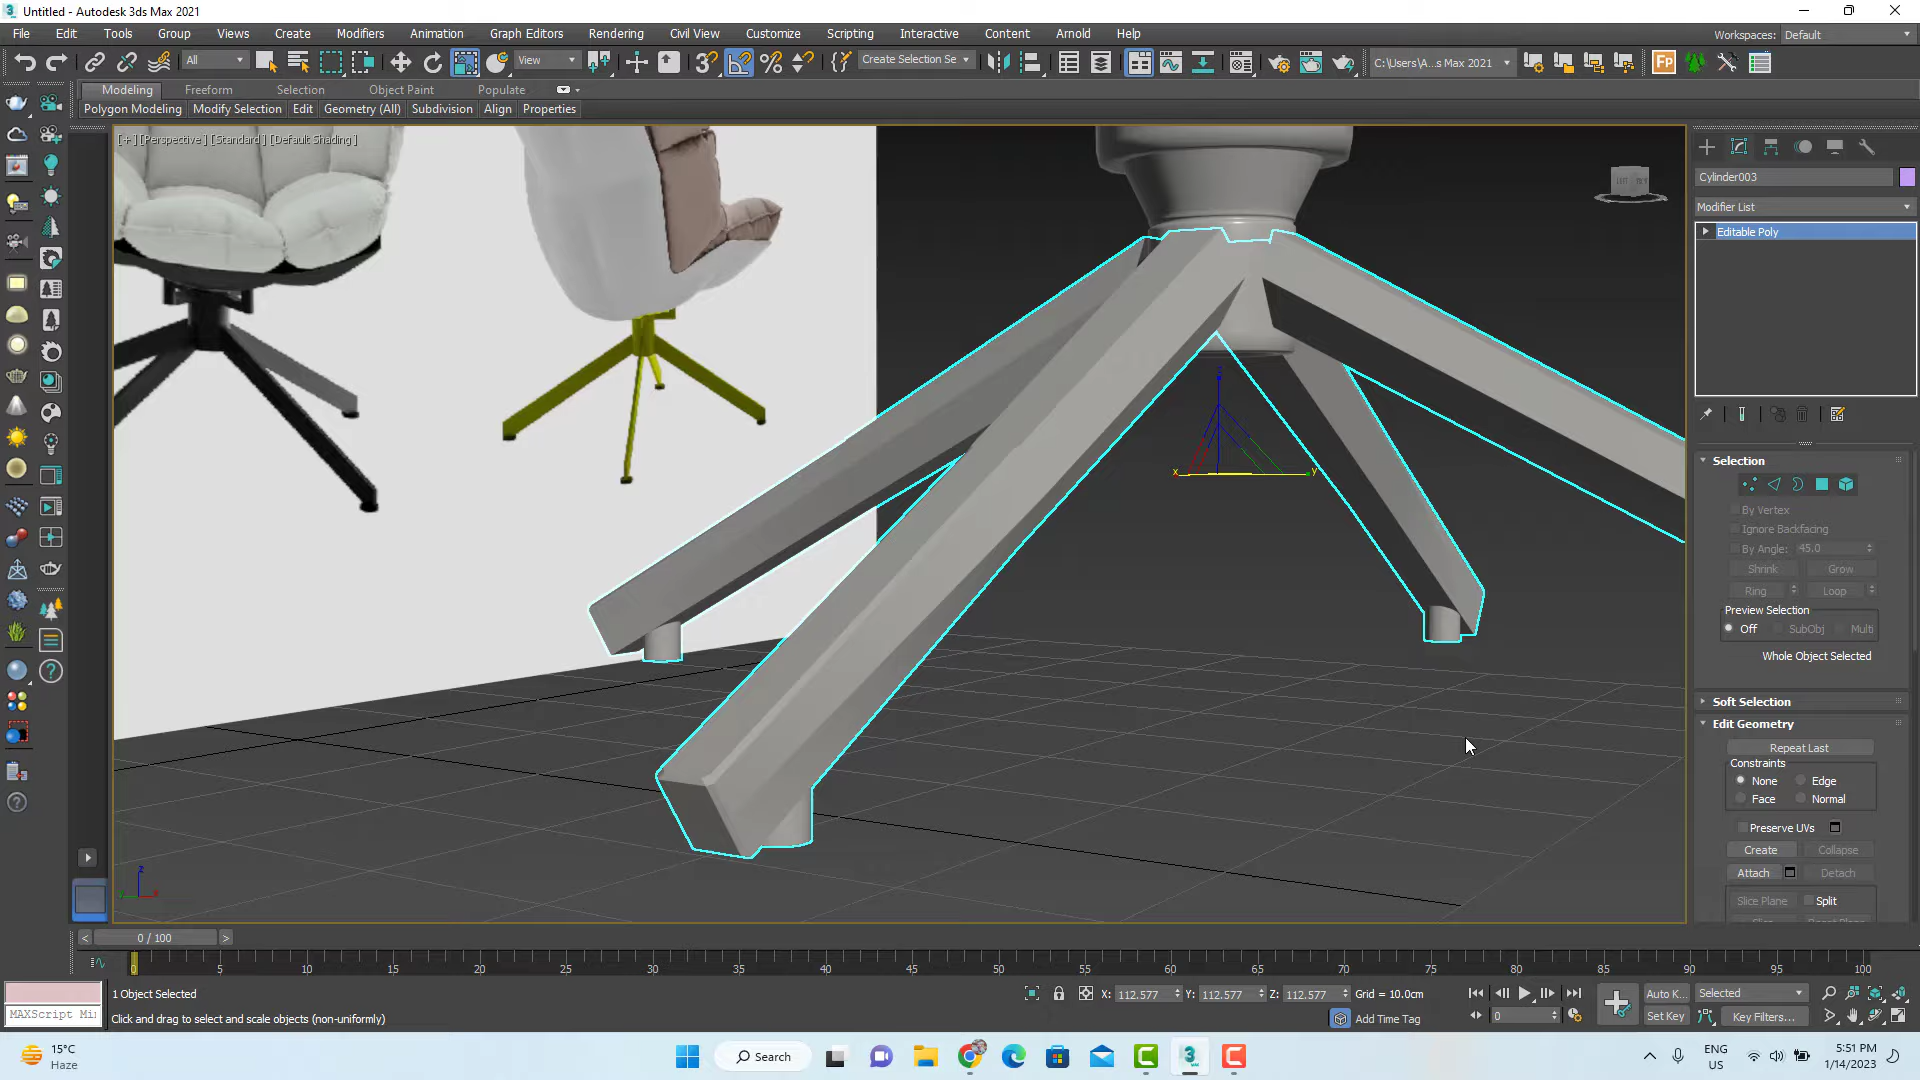 Untitled - Autodesk 3ds Max 2021
File Edit Tools Group Views Create Modifiers Animation Graph Editors Rendering Civil View Customize Scripting Interactive Content Arnold Help
Workspaces: Default
All View Create Selection Se C:\Users\A...s Max 2021
Modeling Freeform Selection Object Paint Populate
Polygon Modeling Modify Selection Edit Geometry (All) Subdivision Align Properties
[+] [Perspective] [Standard] [Default Shading]
Cylinder003
Modifier List
Editable Poly
Selection
By Vertex
Ignore Backfacing
By Angle: 45.0
Shrink Grow
Ring Loop
Preview Selection
Off SubObj Multi
Whole Object Selected
Soft Selection
Edit Geometry
Repeat Last
Constraints
None Edge
Face Normal
Preserve UVs
Create Collapse
Attach Detach
Slice Plane Split
z
x y
z
0 / 100
0 5 10 15 20 25 30 35 40 45 50 55 60 65 70 75 80 85 90 95 100
1 Object Selected
X: 112.577 Y: 112.577 Z: 112.577 Grid = 10.0cm
Auto K... Selected
MAXScript Mi
Click and drag to select and scale objects (non-uniformly)
Add Time Tag
0
Set Key Key Filters...
15°C
Haze
Search
ENG
US
5:51 PM
1/14/2023